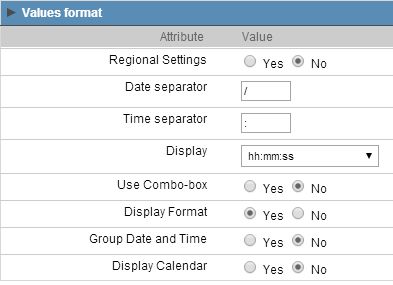 Values format
Attribute Value
Regional Settings Yes No
Date separator /
Time separator :
Display hh:mm:ss
Use Combo-box Yes No
Display Format Yes No
Group Date and Time Yes No
Display Calendar Yes No